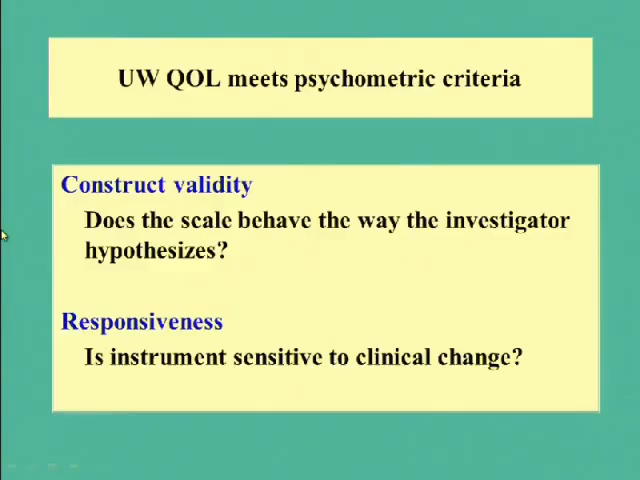 UW QOL meets psychometric criteria
Construct validity
Does the scale behave the way the investigator
hypothesizes?
Responsiveness
Is instrument sensitive to clinical change?